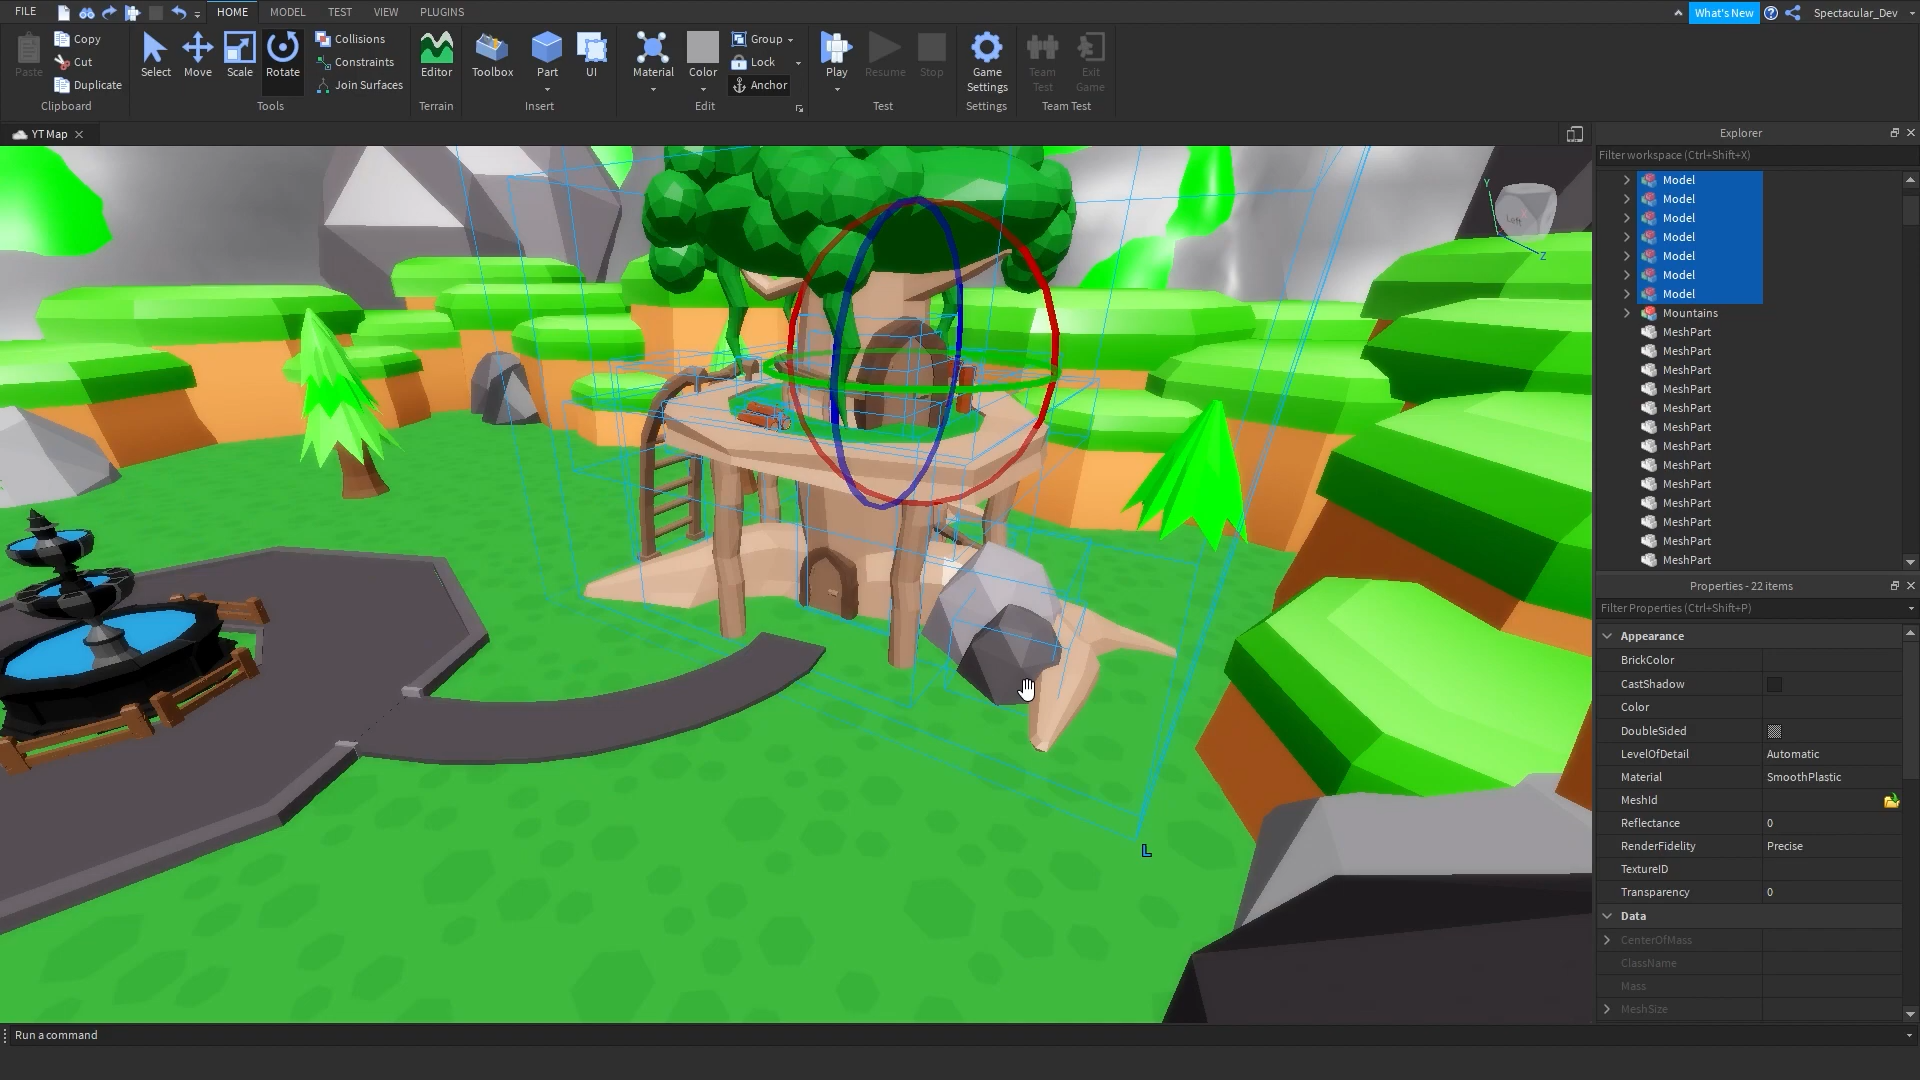 FILE HOME MODEL TEST VIEW PLUGINS What's New Spectacular_Dev
Paste Copy Cut Duplicate Select Move Scale Rotate Collisions Constraints Join Surfaces Editor Toolbox Part UI Material Color Group Lock Anchor Play Resume Stop Game Settings Team Test Exit Game
Clipboard Tools Terrain Insert Edit Test Settings Team Test
YT Map
Explorer
Filter workspace (Ctrl+Shift+X)
Model
Model
Model
Model
Model
Model
Model
Mountains
MeshPart
MeshPart
MeshPart
MeshPart
MeshPart
MeshPart
MeshPart
MeshPart
MeshPart
MeshPart
MeshPart
MeshPart
MeshPart
Y
Left
Z
L
Properties - 22 items
Filter Properties (Ctrl+Shift+P)
Appearance
BrickColor
CastShadow
Color
DoubleSided
LevelOfDetail Automatic
Material SmoothPlastic
MeshId
Reflectance 0
RenderFidelity Precise
TextureID
Transparency 0
Data
CenterOfMass
ClassName
Mass
MeshSize
Run a command